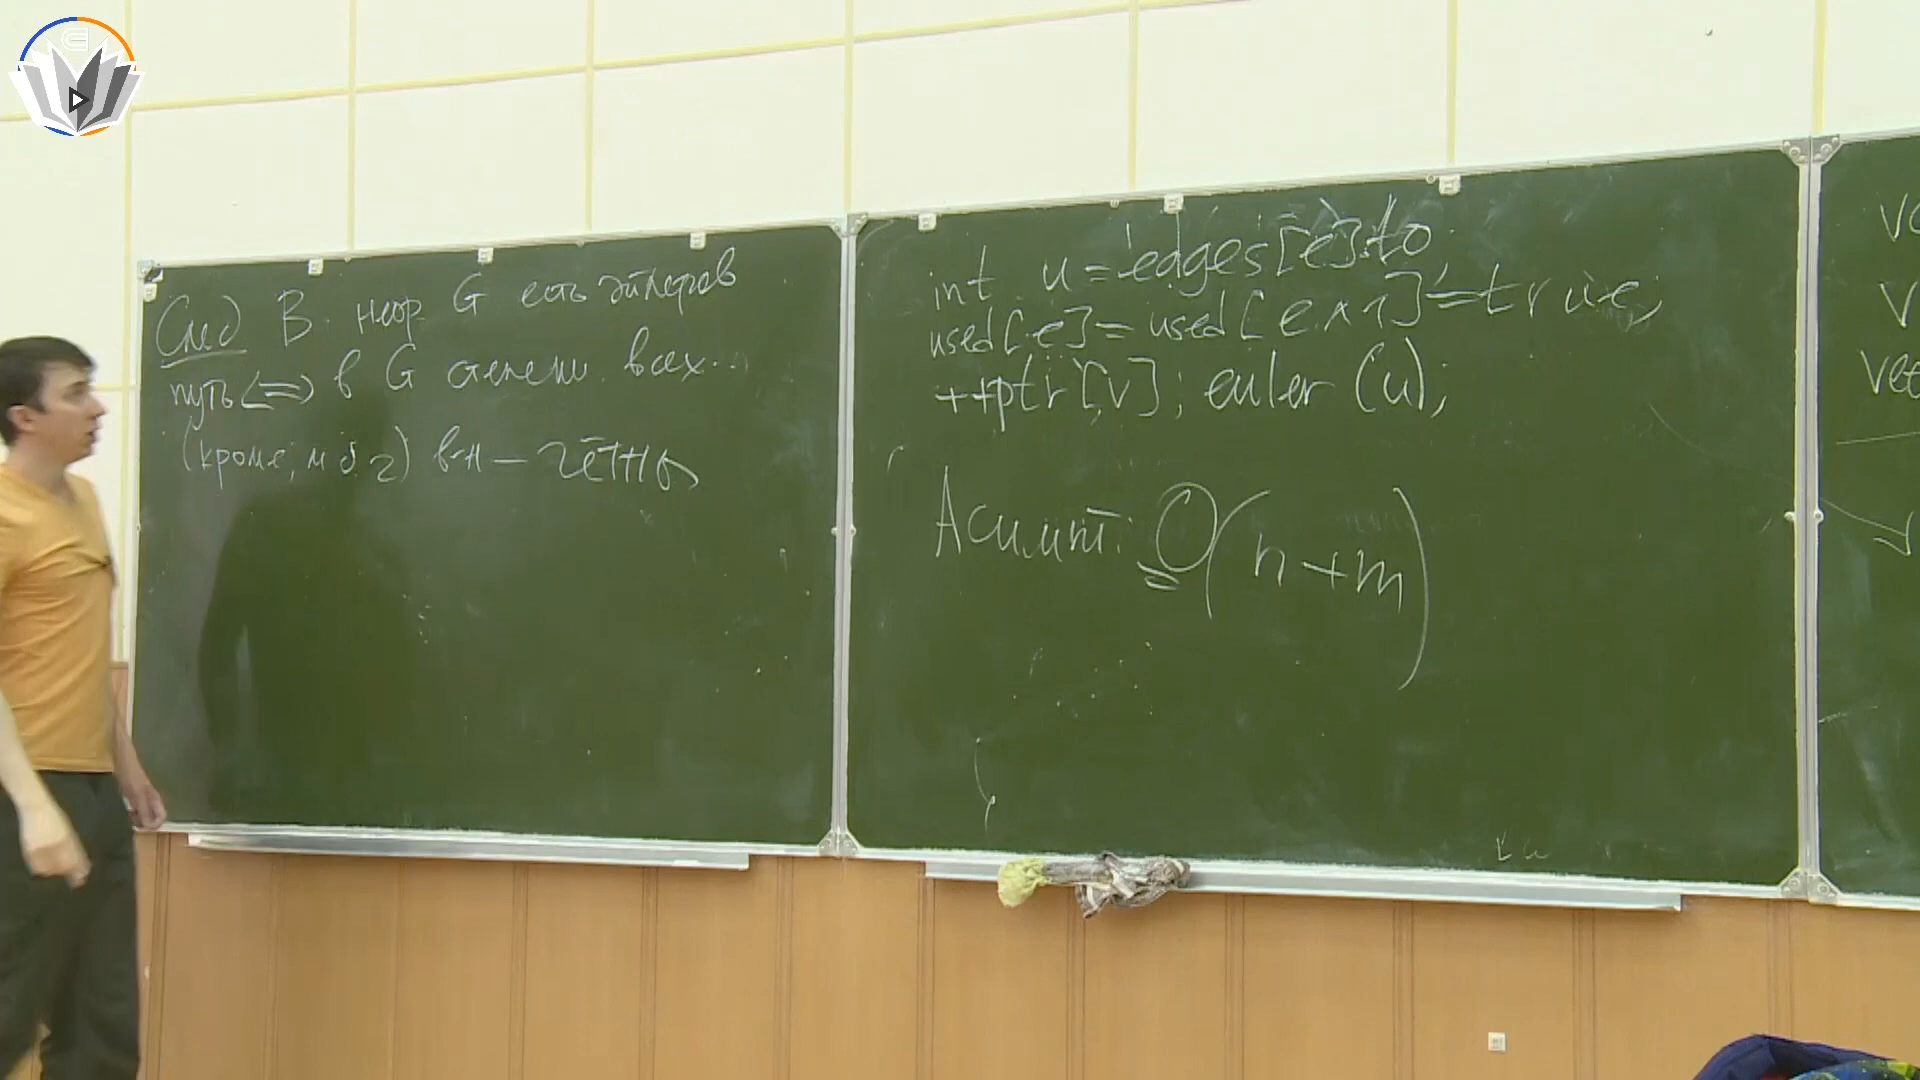 След В неор G есть эйлеров
путь <=> в G степени всех...
(кроме, м б 2) в-н – чётны
int u = edges[e].to;
used[e] = used[e^1] = true;
++ptr[v]; euler (u);
Асимпт: O(n+m)